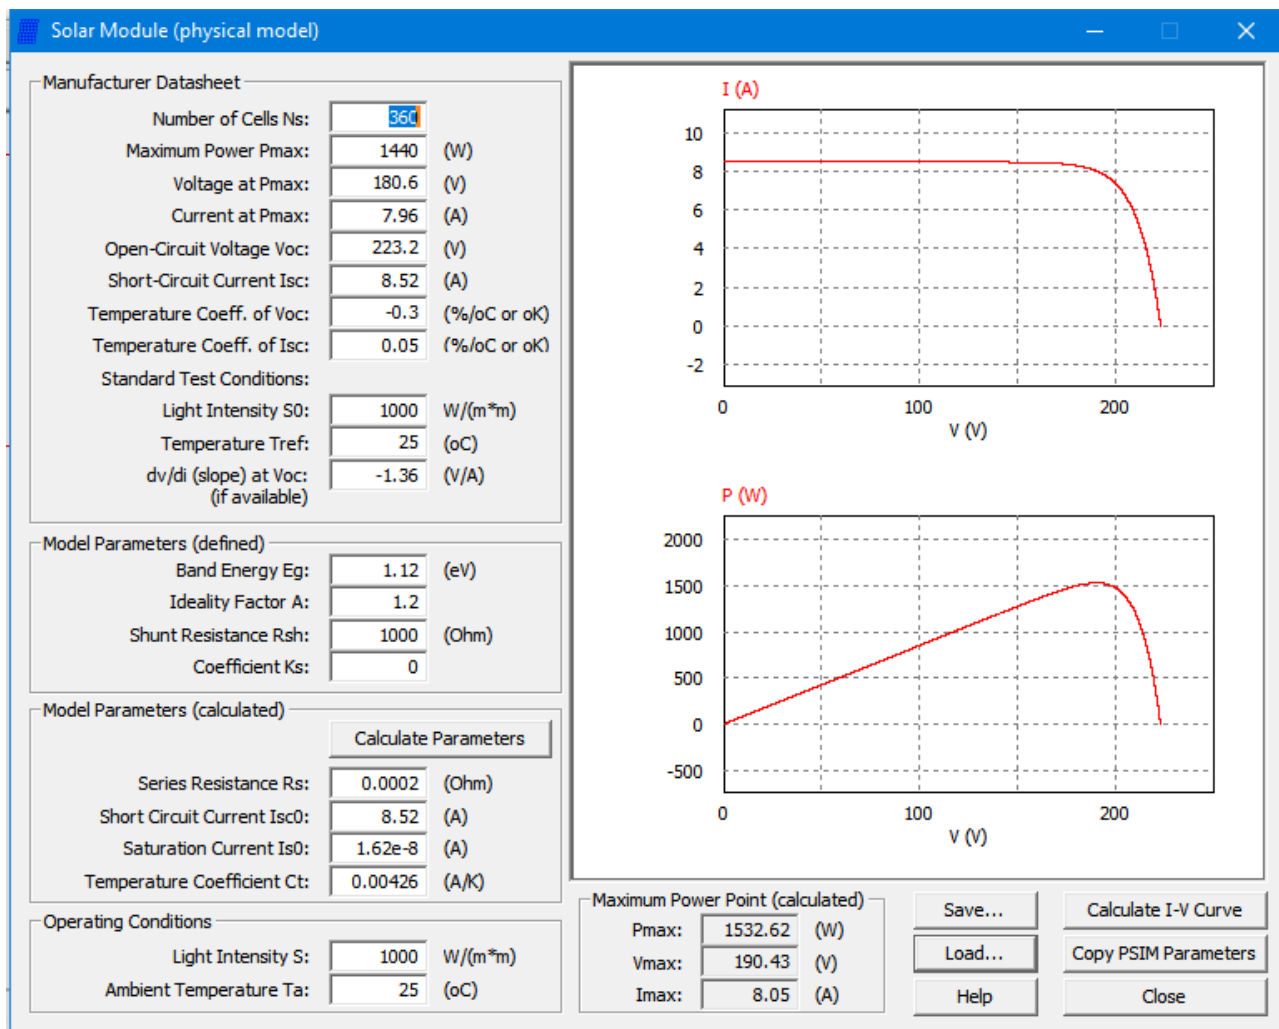 Solar Module (physical model)
Manufacturer Datasheet
Number of Cells Ns: 360
Maximum Power Pmax: 1440 (W)
Voltage at Pmax: 180.6 (V)
Current at Pmax: 7.96 (A)
Open-Circuit Voltage Voc: 223.2 (V)
Short-Circuit Current Isc: 8.52 (A)
Temperature Coeff. of Voc: -0.3 (%/oC or oK)
Temperature Coeff. of Isc: 0.05 (%/oC or oK)
Standard Test Conditions:
Light Intensity S0: 1000 W/(m*m)
Temperature Tref: 25 (oC)
dv/di (slope) at Voc: -1.36 (V/A)
(if available)
Model Parameters (defined)
Band Energy Eg: 1.12 (eV)
Ideality Factor A: 1.2
Shunt Resistance Rsh: 1000 (Ohm)
Coefficient Ks: 0
Model Parameters (calculated)
Calculate Parameters
Series Resistance Rs: 0.0002 (Ohm)
Short Circuit Current Isc0: 8.52 (A)
Saturation Current Is0: 1.62e-8 (A)
Temperature Coefficient Ct: 0.00426 (A/K)
Operating Conditions
Light Intensity S: 1000 W/(m*m)
Ambient Temperature Ta: 25 (oC)
I (A)
10
8
6
4
2
0
-2
0 100 200
V (V)
P (W)
2000
1500
1000
500
0
-500
0 100 200
V (V)
Maximum Power Point (calculated)
Pmax: 1532.62 (W)
Vmax: 190.43 (V)
Imax: 8.05 (A)
Save... Calculate I-V Curve
Load... Copy PSIM Parameters
Help Close